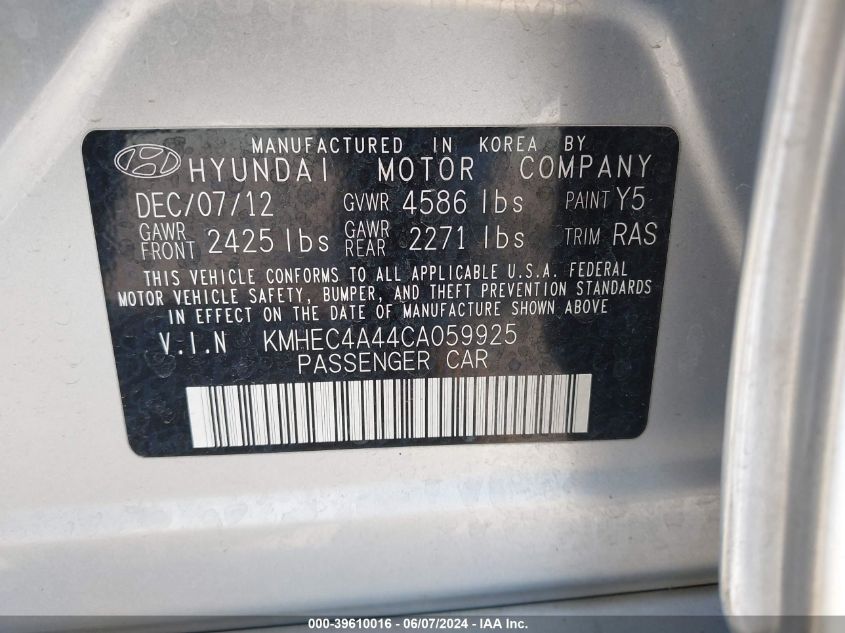 MANUFACTURED IN KOREA BY
HYUNDAI MOTOR COMPANY
DEC/07/12 GVWR 4586 lbs PAINT Y5
GAWR FRONT 2425 lbs GAWR REAR 2271 lbs TRIM RAS
THIS VEHICLE CONFORMS TO ALL APPLICABLE U.S.A. FEDERAL
MOTOR VEHICLE SAFETY, BUMPER, AND THEFT PREVENTION STANDARDS
IN EFFECT ON THE DATE OF MANUFACTURE SHOWN ABOVE
V.I.N KMHEC4A44CA059925
PASSENGER CAR
000-39610016 - 06/07/2024 - IAA Inc.